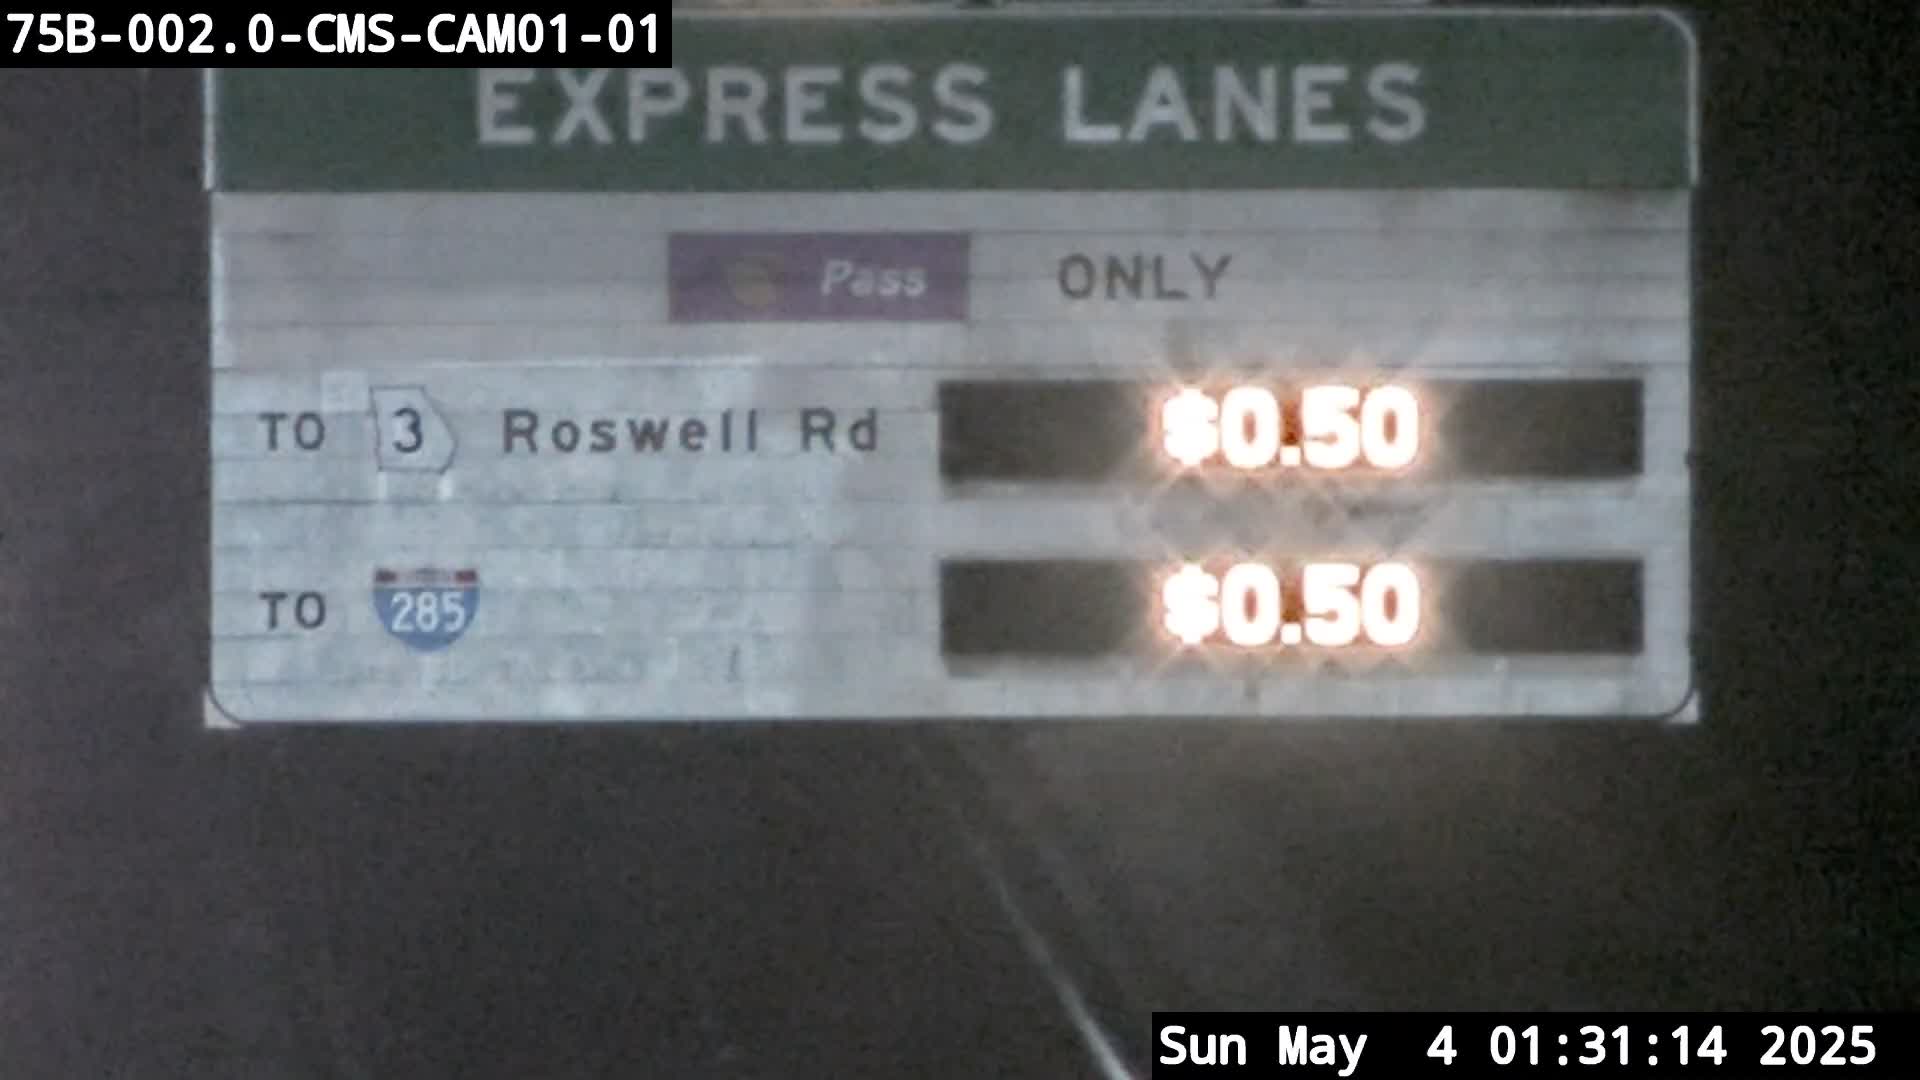 75B-002.0-CMS-CAM01-01
EXPRESS LANES
Pass ONLY
TO 3 Roswell Rd $0.50
TO 285 $0.50
Sun May 4 01:31:14 2025